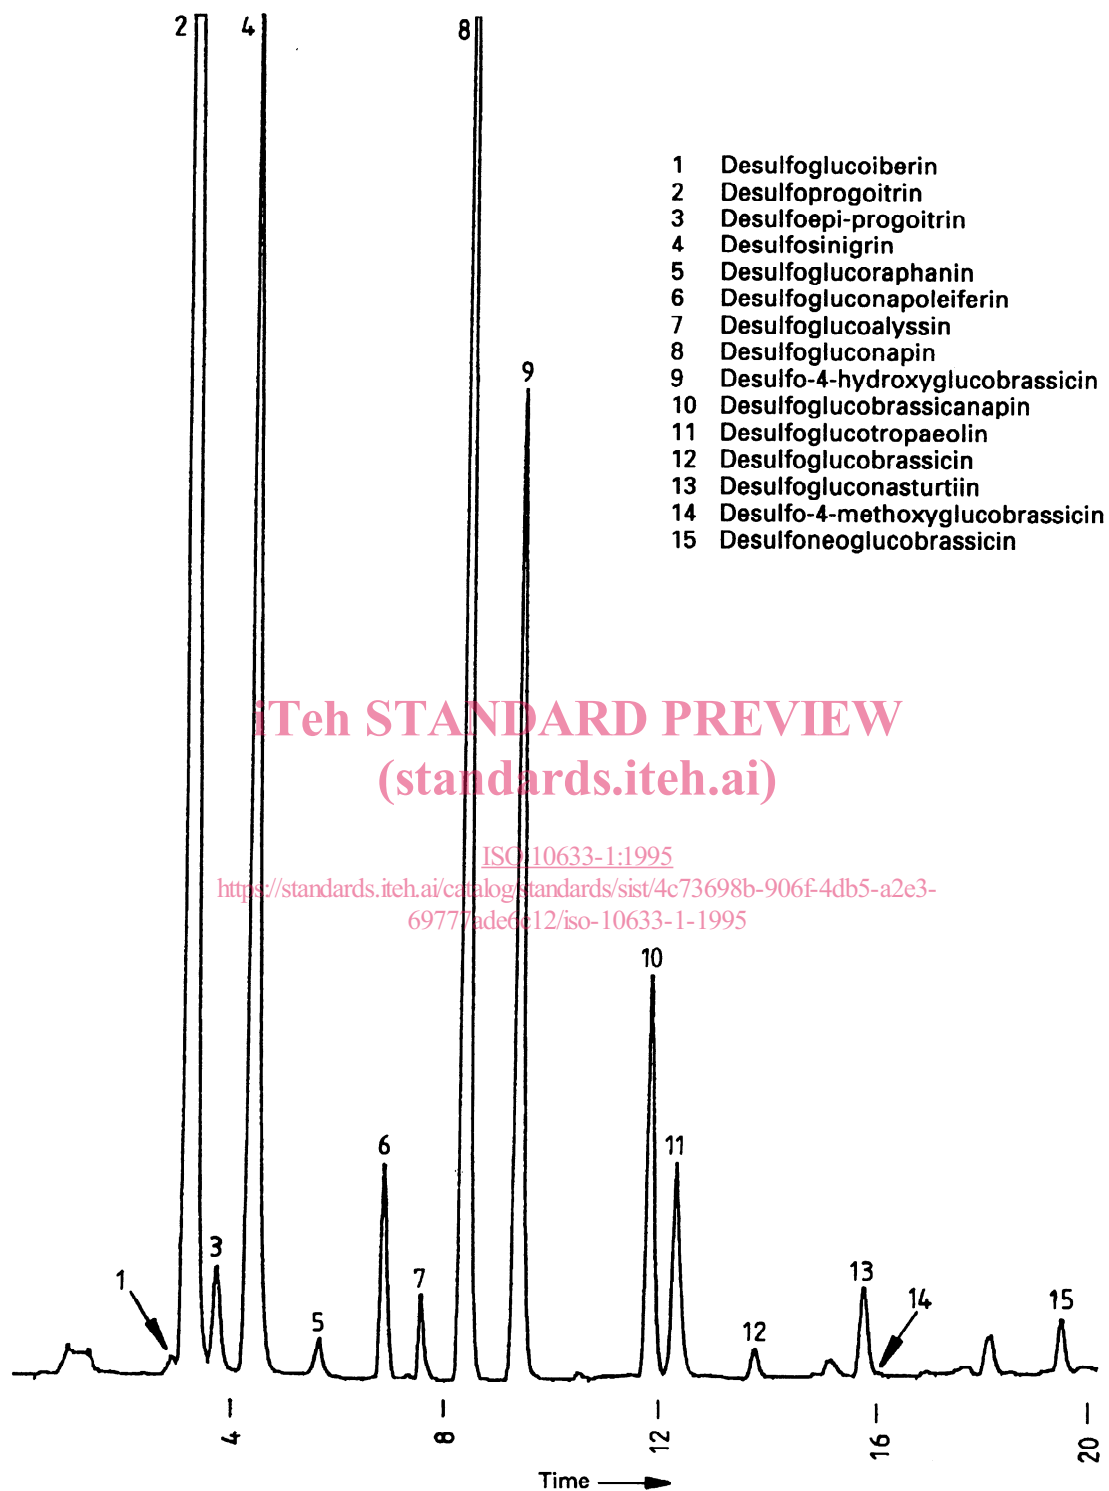 2 4 8
1 Desulfoglucoiberin
2 Desulfoprogoitrin
3 Desulfoepi-progoitrin
4 Desulfosinigrin
5 Desulfoglucoraphanin
6 Desulfogluconapoleiferin
7 Desulfoglucoalyssin
8 Desulfogluconapin
9 Desulfo-4-hydroxyglucobrassicin
10 Desulfoglucobrassicanapin
11 Desulfoglucotropaeolin
12 Desulfoglucobrassicin
13 Desulfogluconasturtiin
14 Desulfo-4-methoxyglucobrassicin
15 Desulfoneoglucobrassicin
9
iTeh STANDARD PREVIEW
(standards.iteh.ai)
ISO 10633-1:1995
https://standards.iteh.ai/catalog/standards/sist/4c73698b-906f-4db5-a2e3-
69777ade6c12/iso-10633-1-1995
10
6 11
3
1 7 13 14 15
5 12
4 8 12 16 20
Time